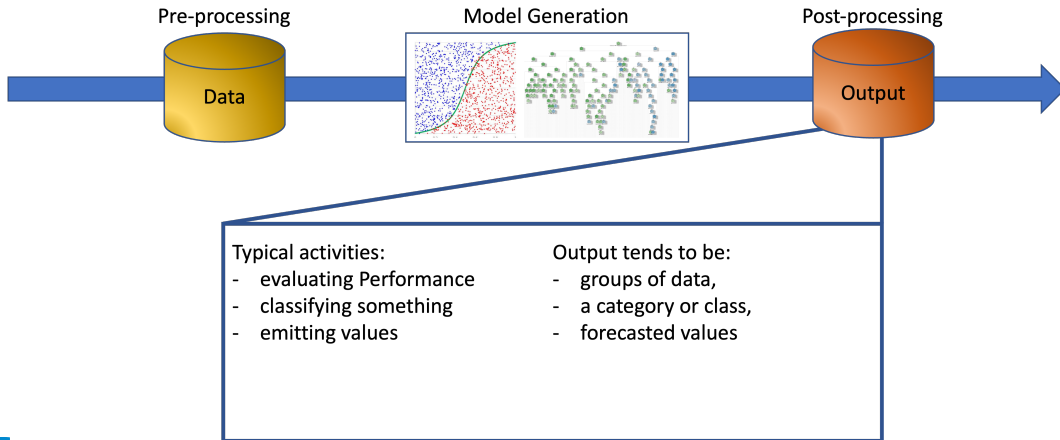 Pre-processing
Model Generation
Post-processing
Data
Output
Typical activities:
- evaluating Performance
- classifying something
- emitting values
Output tends to be:
- groups of data,
- a category or class,
- forecasted values